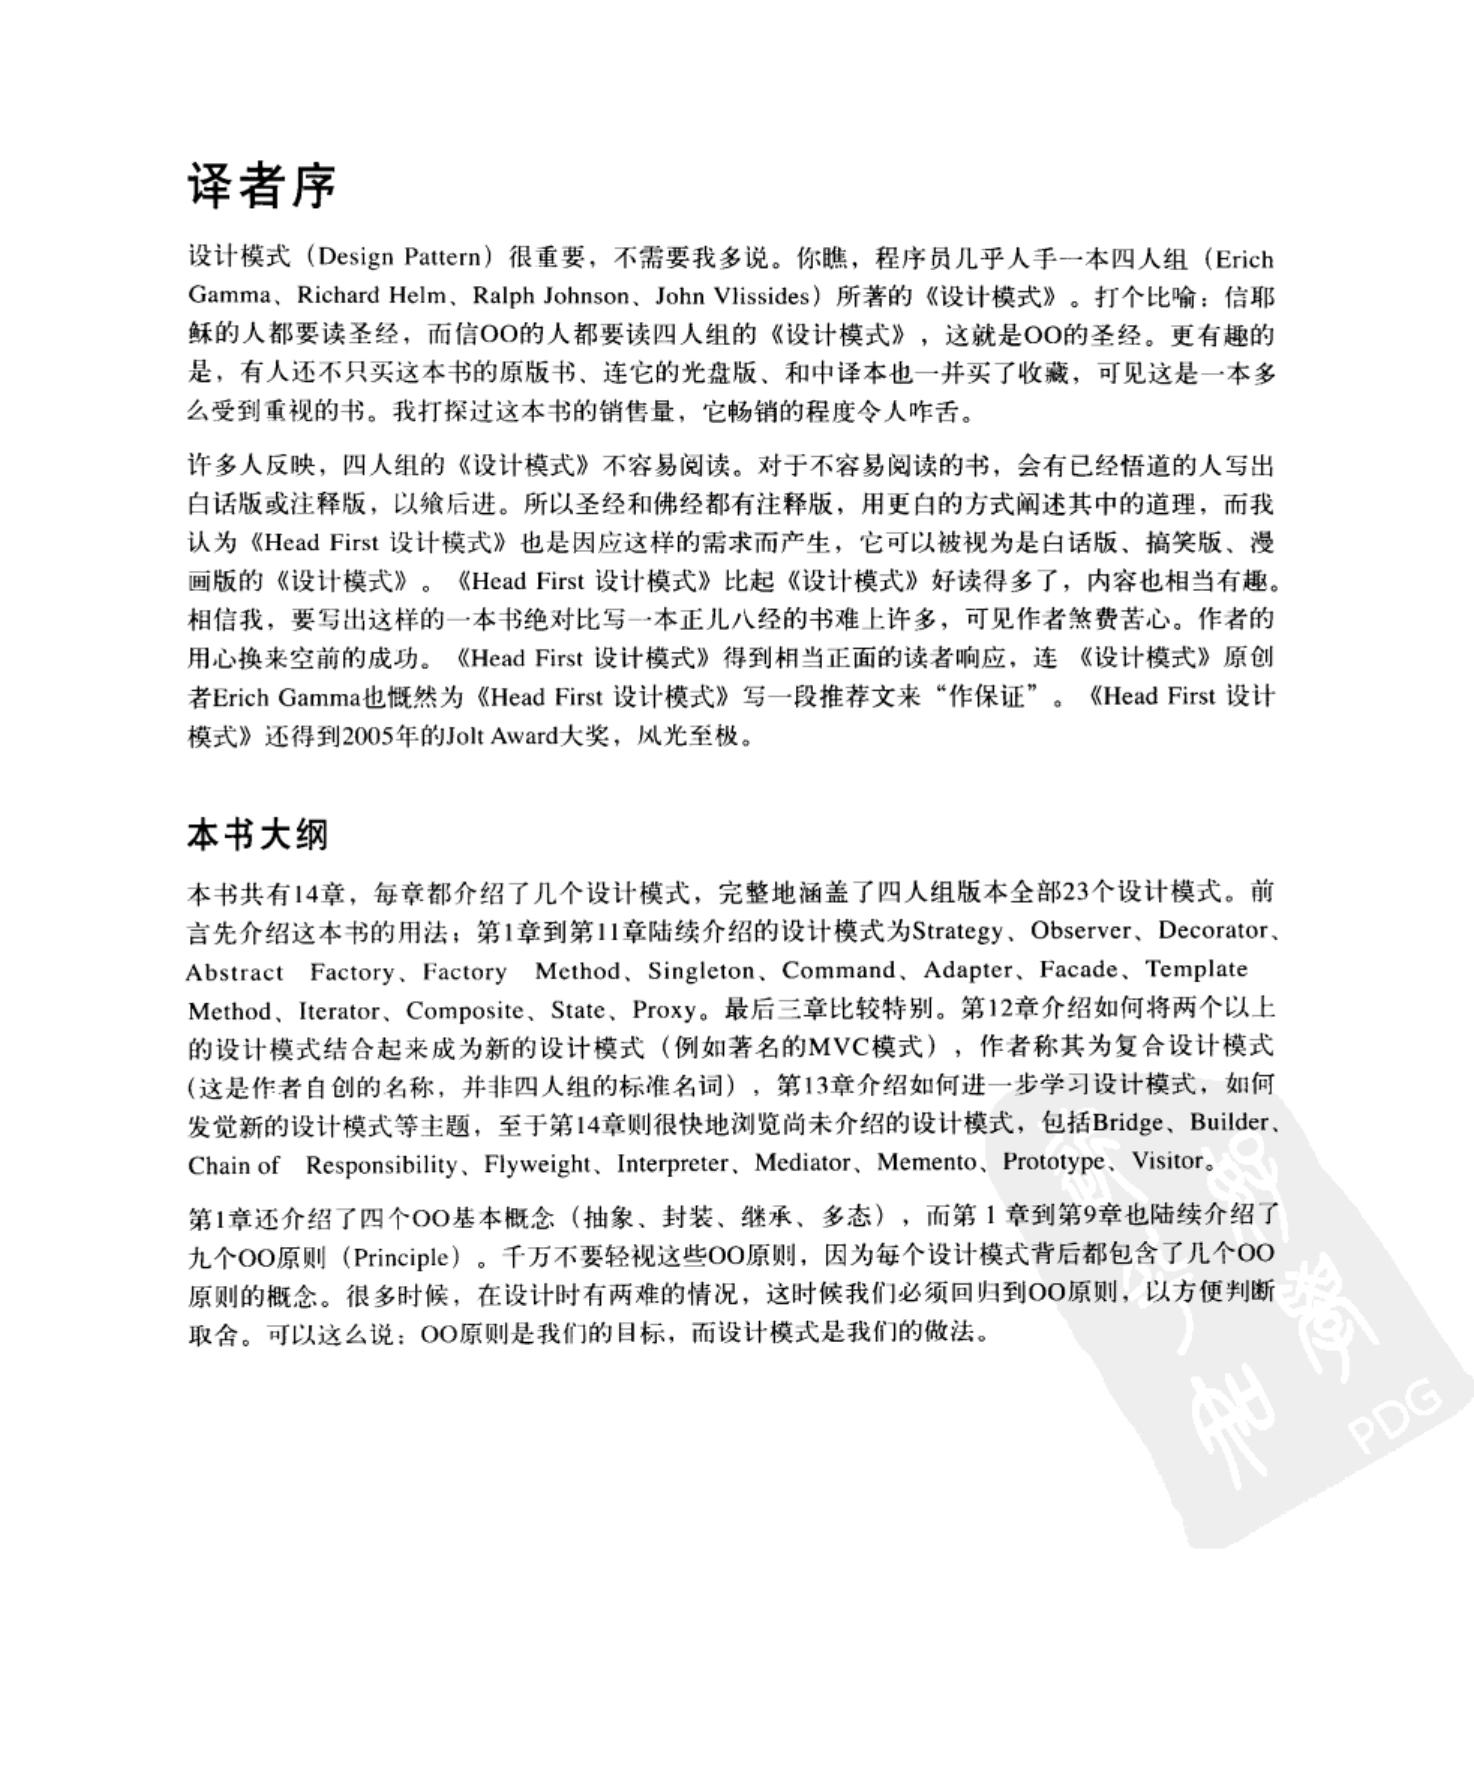 译者序
设计模式（Design Pattern）很重要，不需要我多说。你瞧，程序员几乎人手一本四人组（Erich
Gamma、Richard Helm、Ralph Johnson、John Vlissides）所著的《设计模式》。打个比喻：信耶
稣的人都要读圣经，而信OO的人都要读四人组的《设计模式》，这就是OO的圣经。更有趣的
是，有人还不只买这本书的原版书、连它的光盘版、和中译本也一并买了收藏，可见这是一本多
么受到重视的书。我打探过这本书的销售量，它畅销的程度令人咋舌。
许多人反映，四人组的《设计模式》不容易阅读。对于不容易阅读的书，会有已经悟道的人写出
白话版或注释版，以飨后进。所以圣经和佛经都有注释版，用更白的方式阐述其中的道理，而我
认为《Head First 设计模式》也是因应这样的需求而产生，它可以被视为是白话版、搞笑版、漫
画版的《设计模式》。《Head First 设计模式》比起《设计模式》好读得多了，内容也相当有趣。
相信我，要写出这样的一本书绝对比写一本正儿八经的书难上许多，可见作者煞费苦心。作者的
用心换来空前的成功。《Head First 设计模式》得到相当正面的读者响应，连 《设计模式》原创
者Erich Gamma也慨然为《Head First 设计模式》写一段推荐文来“作保证”。《Head First 设计
模式》还得到2005年的Jolt Award大奖，风光至极。
本书大纲
本书共有14章，每章都介绍了几个设计模式，完整地涵盖了四人组版本全部23个设计模式。前
言先介绍这本书的用法；第1章到第11章陆续介绍的设计模式为Strategy、Observer、Decorator、
Abstract Factory、Factory Method、Singleton、Command、Adapter、Facade、Template
Method、Iterator、Composite、State、Proxy。最后三章比较特别。第12章介绍如何将两个以上
的设计模式结合起来成为新的设计模式（例如著名的MVC模式），作者称其为复合设计模式
(这是作者自创的名称，并非四人组的标准名词），第13章介绍如何进一步学习设计模式，如何
发觉新的设计模式等主题，至于第14章则很快地浏览尚未介绍的设计模式，包括Bridge、Builder、
Chain of Responsibility、Flyweight、Interpreter、Mediator、Memento、Prototype、Visitor。
第1章还介绍了四个OO基本概念（抽象、封装、继承、多态），而第 1 章到第9章也陆续介绍了
九个OO原则（Principle）。千万不要轻视这些OO原则，因为每个设计模式背后都包含了几个OO
原则的概念。很多时候，在设计时有两难的情况，这时候我们必须回归到OO原则，以方便判断
取舍。可以这么说：OO原则是我们的目标，而设计模式是我们的做法。
PDG